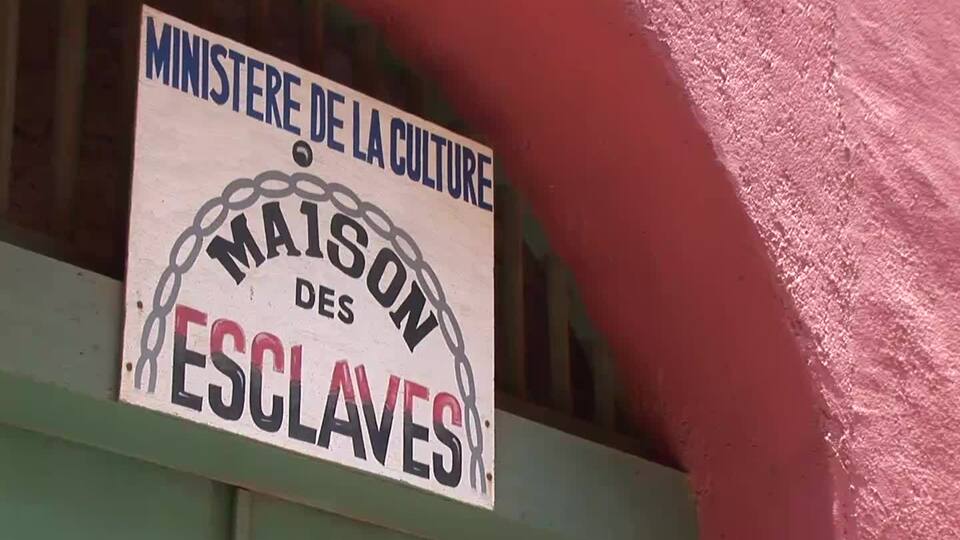 MINISTERE DE LA CULTURE
MAISON
DES
ESCLAVES